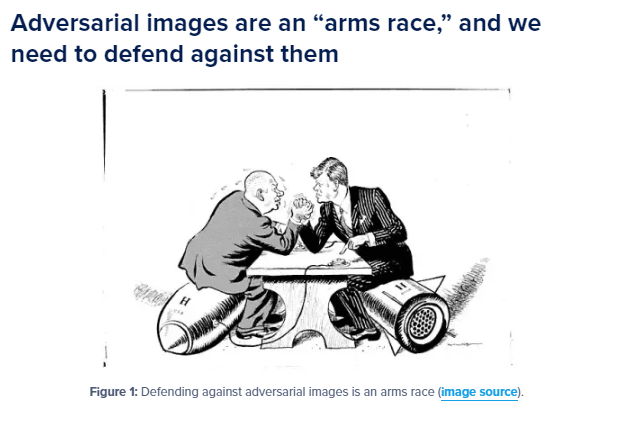 Adversarial images are an “arms race,” and we
need to defend against them
H
H
Figure 1: Defending against adversarial images is an arms race (image source).